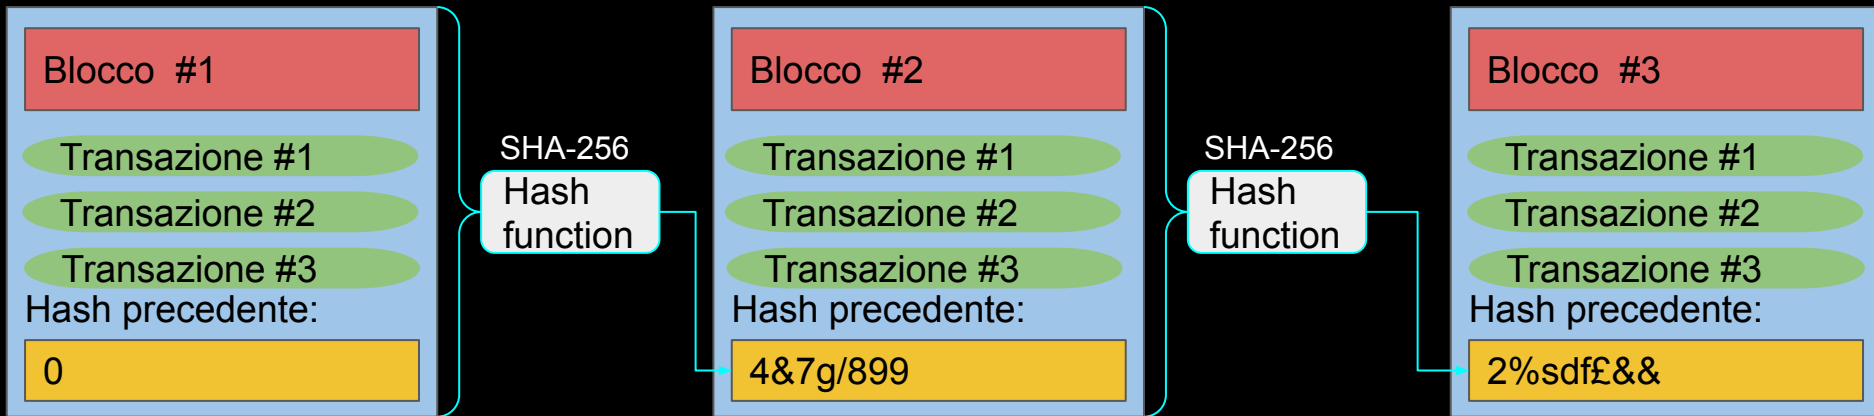 Blocco  #1
Transazione #1
Transazione #2
Transazione #3
Hash precedente:
0
SHA-256
Hash
function
Blocco  #2
Transazione #1
Transazione #2
Transazione #3
Hash precedente:
4&7g/899
SHA-256
Hash
function
Blocco  #3
Transazione #1
Transazione #2
Transazione #3
Hash precedente:
2%sdf£&&